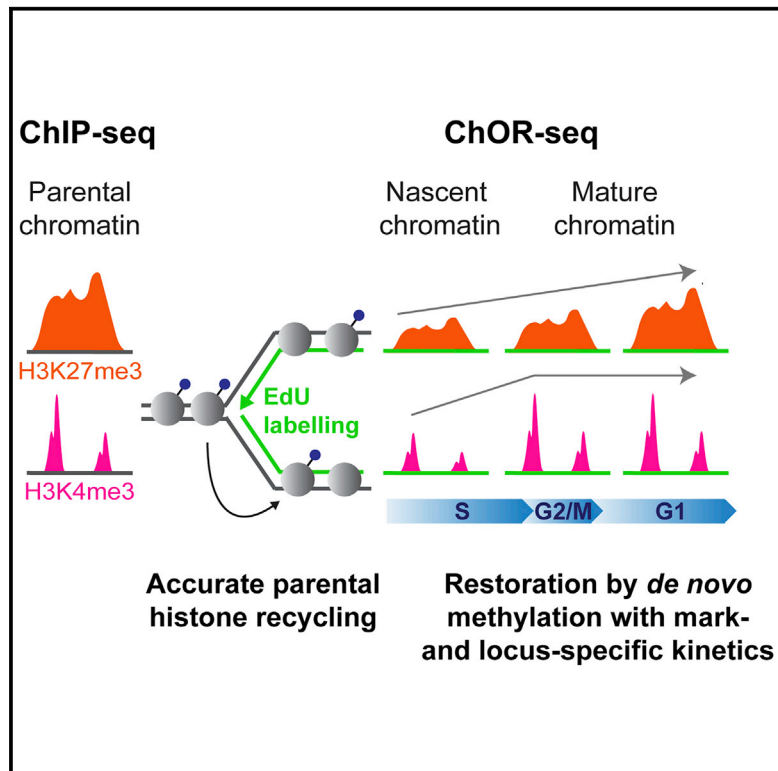 ChIP-seq
Parental
chromatin
H3K27me3
H3K4me3
EdU
labelling
ChOR-seq
Nascent
chromatin
Mature
chromatin
S
G2/M
G1
Accurate parental
histone recycling
Restoration by de novo
methylation with mark-
and locus-specific kinetics